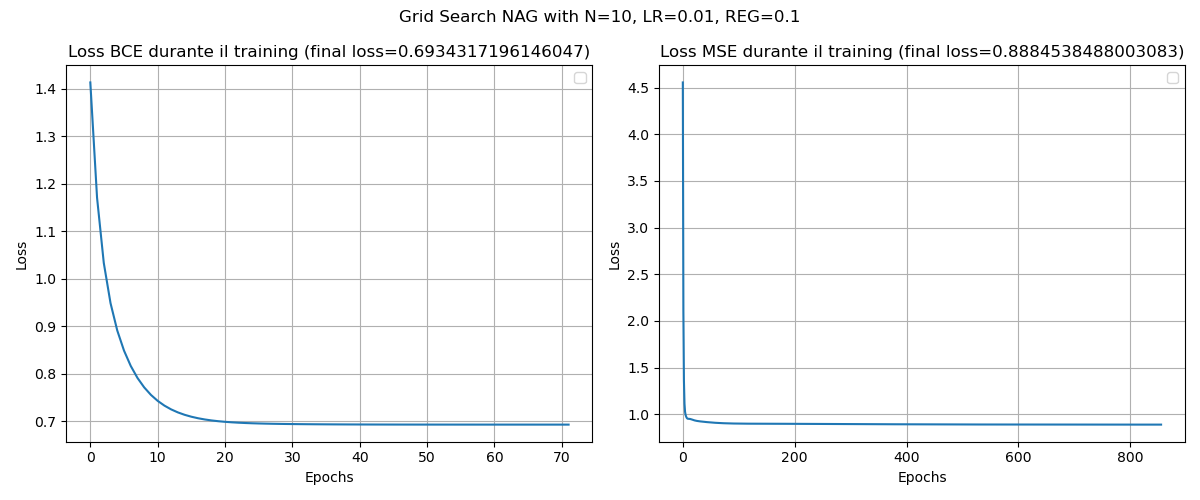 Grid Search NAG with N=10, LR=0.01, REG=0.1
Loss BCE durante il training (final loss=0.6934317196146047)
1.4
1.3
1.2
1.1
1.0
0.9
0.8
0.7
Loss
0 10 20 30 40 50 60 70
Epochs
Loss MSE durante il training (final loss=0.8884538488003083)
4.5
4.0
3.5
3.0
2.5
2.0
1.5
1.0
Loss
0 200 400 600 800
Epochs